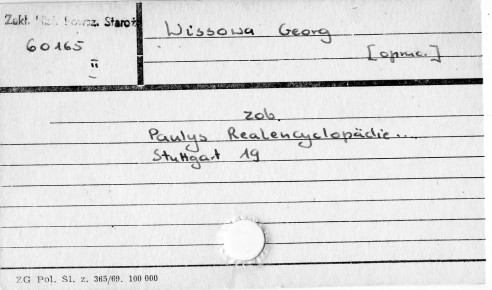 Zakł. Hist. Powsz. Staroż.
Wissowa Georg
60165
[oprac.]
II
zob.
Paulys Realencyclopädie...
Stuttgart 19
ZG Pol. Sl. z. 365/69. 100 000